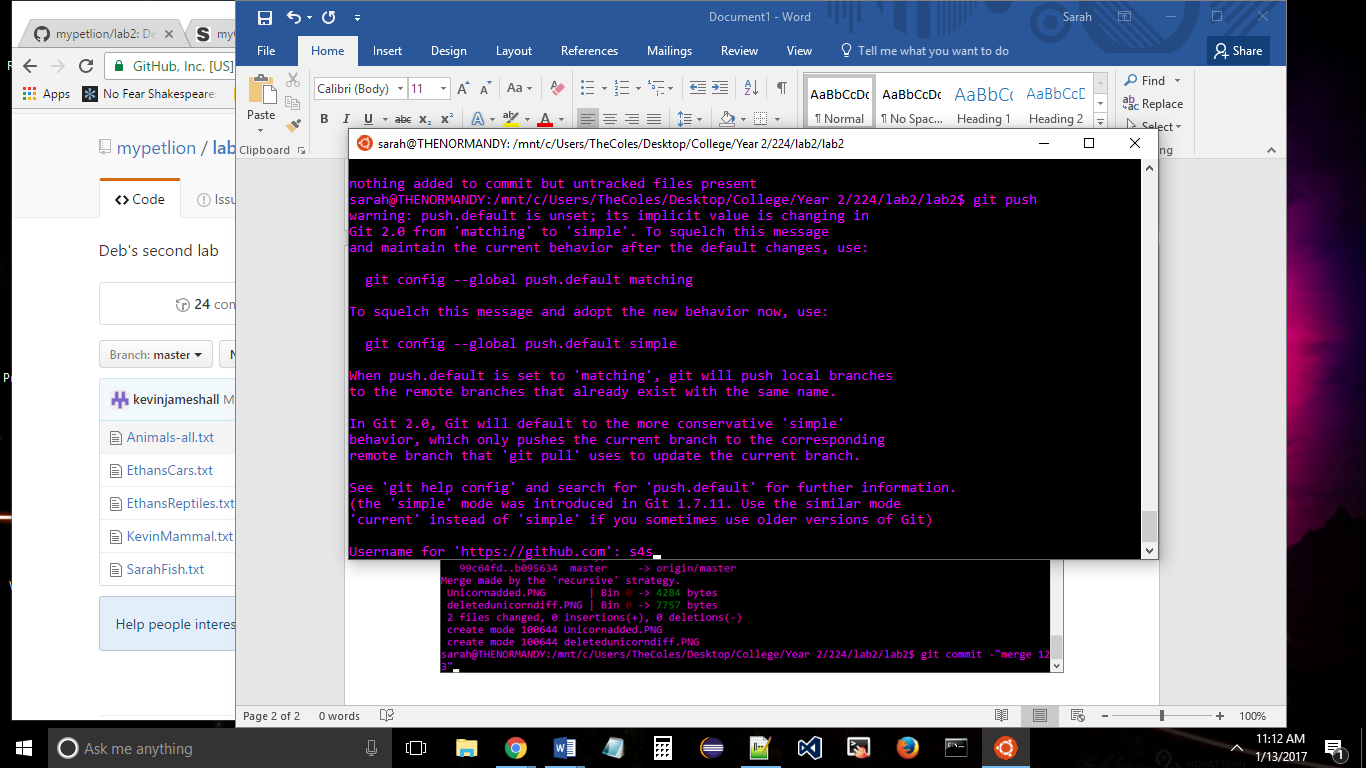 mypetlion/lab2: De
my
GitHub, Inc. [US]
Apps
No Fear Shakespeare:
mypetlion / lab
Code
Issu
Deb's second lab
24 com
Branch: master
N
kevinjameshall M
Animals-all.txt
EthansCars.txt
EthansReptiles.txt
KevinMammal.txt
SarahFish.txt
Help people interes
Document1 - Word
Sarah
File
Home
Insert
Design
Layout
References
Mailings
Review
View
Tell me what you want to do
Share
Paste
Clipboard
Calibri (Body)
11
Aa
B I U abc x₂ x²
AaBbCcDc
¶ Normal
AaBbCcDc
¶ No Spac...
AaBbCc
Heading 1
AaBbCcE
Heading 2
Find
Replace
Select
sarah@THENORMANDY: /mnt/c/Users/TheColes/Desktop/College/Year 2/224/lab2/lab2
nothing added to commit but untracked files present
sarah@THENORMANDY:/mnt/c/Users/TheColes/Desktop/College/Year 2/224/lab2/lab2$ git push
warning: push.default is unset; its implicit value is changing in
Git 2.0 from 'matching' to 'simple'. To squelch this message
and maintain the current behavior after the default changes, use:
git config --global push.default matching
To squelch this message and adopt the new behavior now, use:
git config --global push.default simple
When push.default is set to 'matching', git will push local branches
to the remote branches that already exist with the same name.
In Git 2.0, Git will default to the more conservative 'simple'
behavior, which only pushes the current branch to the corresponding
remote branch that 'git pull' uses to update the current branch.
See 'git help config' and search for 'push.default' for further information.
(the 'simple' mode was introduced in Git 1.7.11. Use the similar mode
'current' instead of 'simple' if you sometimes use older versions of Git)
Username for 'https://github.com': s4s
99c64fd..b095634 master -> origin/master
Merge made by the 'recursive' strategy.
Unicornadded.PNG | Bin 0 -> 4284 bytes
deletedunicorndiff.PNG | Bin 0 -> 7757 bytes
2 files changed, 0 insertions(+), 0 deletions(-)
create mode 100644 Unicornadded.PNG
create mode 100644 deletedunicorndiff.PNG
sarah@THENORMANDY:/mnt/c/Users/TheColes/Desktop/College/Year 2/224/lab2/lab2$ git commit -"merge 12
3"
Page 2 of 2
0 words
100%
Ask me anything
11:12 AM
1/13/2017
1